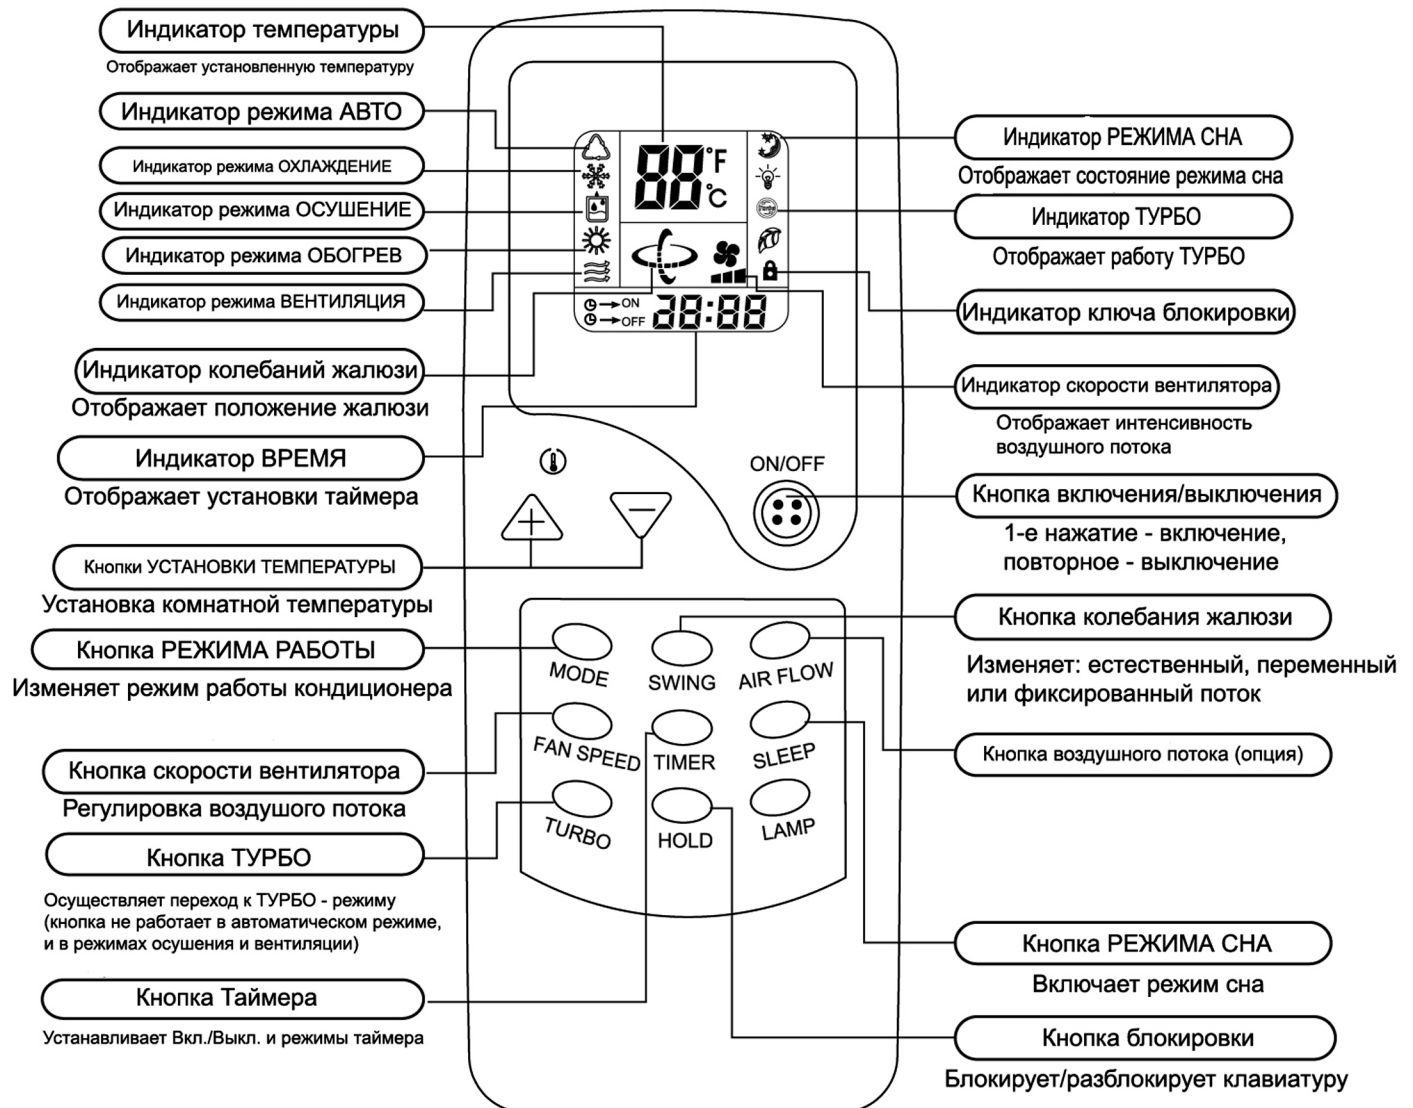 Индикатор температуры
Отображает установленную температуру
Индикатор режима АВТО
Индикатор режима ОХЛАЖДЕНИЕ
Индикатор режима ОСУШЕНИЕ
Индикатор режима ОБОГРЕВ
Индикатор режима ВЕНТИЛЯЦИЯ
Индикатор колебаний жалюзи
Отображает положение жалюзи
Индикатор ВРЕМЯ
Отображает установки таймера
Кнопки УСТАНОВКИ ТЕМПЕРАТУРЫ
Установка комнатной температуры
Кнопка РЕЖИМА РАБОТЫ
Изменяет режим работы кондиционера
Кнопка скорости вентилятора
Регулировка воздушого потока
Кнопка ТУРБО
Осуществляет переход к ТУРБО - режиму
(кнопка не работает в автоматическом режиме,
и в режимах осушения и вентиляции)
Кнопка Таймера
Устанавливает Вкл./Выкл. и режимы таймера
88 °F
°C
ON
OFF
28:88
ON/OFF
MODE
SWING
AIR FLOW
FAN SPEED
TIMER
SLEEP
TURBO
HOLD
LAMP
Индикатор РЕЖИМА СНА
Отображает состояние режима сна
Индикатор ТУРБО
Отображает работу ТУРБО
Индикатор ключа блокировки
Индикатор скорости вентилятора
Отображает интенсивность
воздушного потока
Кнопка включения/выключения
1-е нажатие - включение,
повторное - выключение
Кнопка колебания жалюзи
Изменяет: естественный, переменный
или фиксированный поток
Кнопка воздушного потока (опция)
Кнопка РЕЖИМА СНА
Включает режим сна
Кнопка блокировки
Блокирует/разблокирует клавиатуру